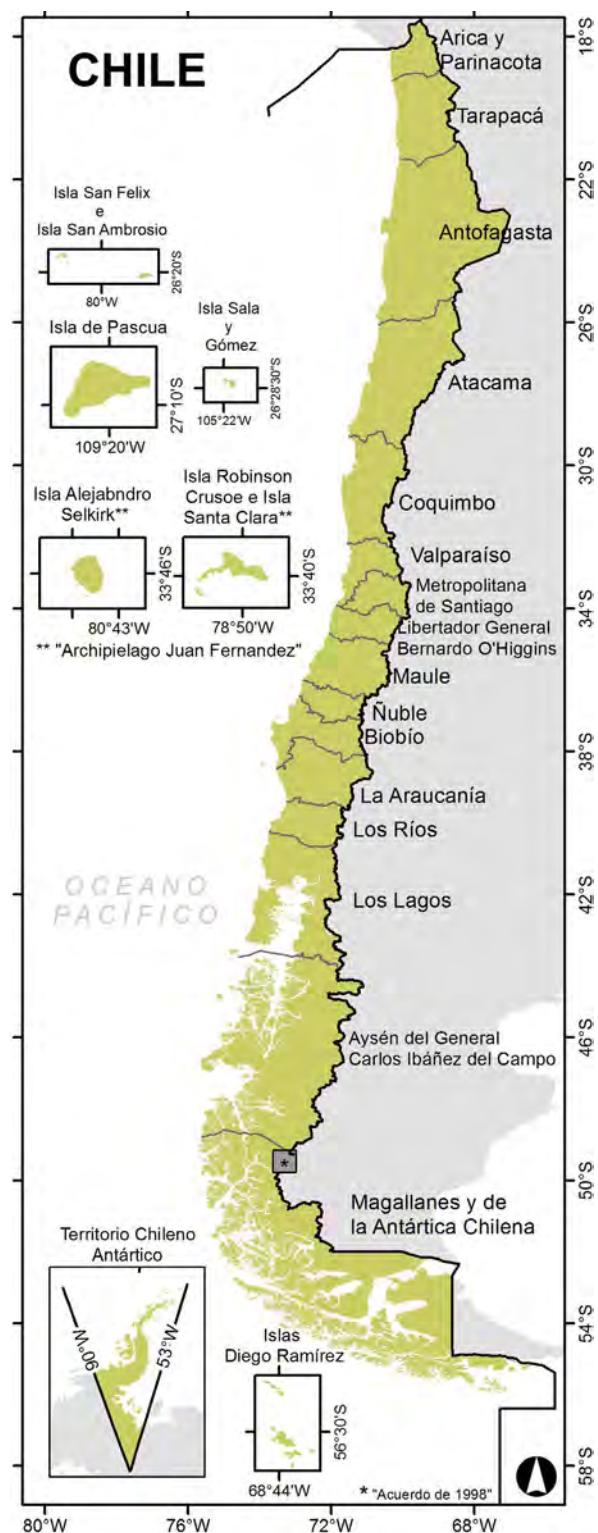 CHILE
18°S
Arica y
Parinacota
Tarapacá
22°S
Isla San Felix
e
Isla San Ambrosio
80°W
26°20'S
Antofagasta
26°S
Isla de Pascua
109°20'W
27°10'S
Isla Sala
y
Gómez
105°22'W
26°28'30"S
Atacama
30°S
Isla Alejabndro
Selkirk**
80°43'W
33°46'S
Isla Robinson
Crusoe e Isla
Santa Clara**
78°50'W
33°40'S
** "Archipielago Juan Fernandez"
Coquimbo
Valparaíso
Metropolitana
de Santiago
34°S
Libertador General
Bernardo O'Higgins
Maule
Ñuble
Biobío
38°S
La Araucanía
Los Ríos
OCEANO
PACÍFICO
Los Lagos
42°S
Aysén del General
Carlos Ibáñez del Campo
46°S
*
50°S
Magallanes y de
la Antártica Chilena
Territorio Chileno
Antártico
90°W
53°W
54°S
Islas
Diego Ramírez
68°44'W
56°30'S
58°S
* "Acuerdo de 1998"
80°W
76°W
72°W
68°W